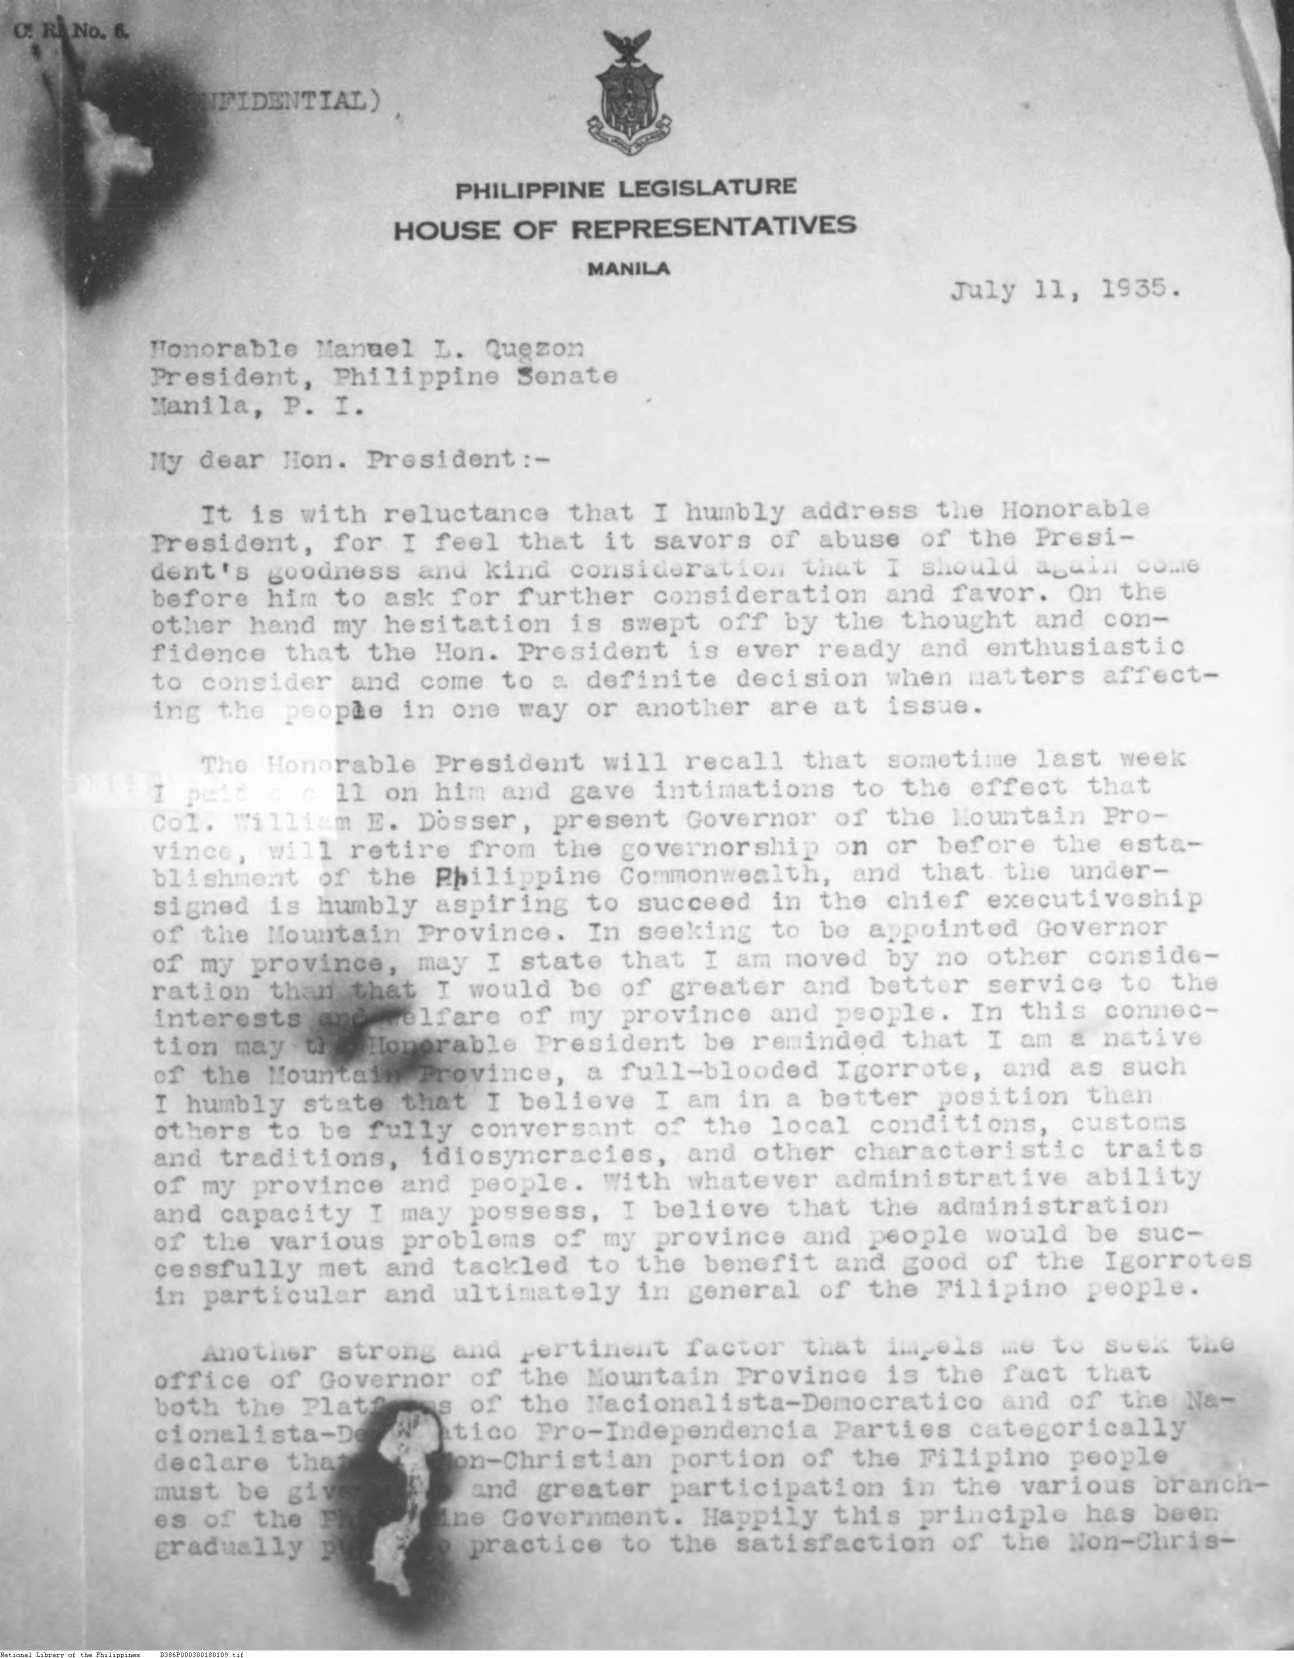 C. R. No. 6.
NFIDENTIAL)
PHILIPPINE LEGISLATURE
HOUSE OF REPRESENTATIVES
MANILA
July 11, 1935.
Honorable Manuel L. Quezon
President, Philippine Senate
Manila, P. I.
My dear Hon. President:-
It is with reluctance that I humbly address the Honorable
President, for I feel that it savors of abuse of the Presi-
dent's goodness and kind consideration that I should again come
before him to ask for further consideration and favor. On the
other hand my hesitation is swept off by the thought and con-
fidence that the Hon. President is ever ready and enthusiastic
to consider and come to a definite decision when matters affect-
ing the people in one way or another are at issue.
The Honorable President will recall that sometime last week
I paid a call on him and gave intimations to the effect that
Col. William E. Dosser, present Governor of the Mountain Pro-
vince, will retire from the governorship on or before the esta-
blishment of the Philippine Commonwealth, and that the under-
signed is humbly aspiring to succeed in the chief executiveship
of the Mountain Province. In seeking to be appointed Governor
of my province, may I state that I am moved by no other conside-
ration than that I would be of greater and better service to the
interests and welfare of my province and people. In this connec-
tion may the Honorable President be reminded that I am a native
of the Mountain Province, a full-blooded Igorrote, and as such
I humbly state that I believe I am in a better position than
others to be fully conversant of the local conditions, customs
and traditions, idiosyncracies, and other characteristic traits
of my province and people. With whatever administrative ability
and capacity I may possess, I believe that the administration
of the various problems of my province and people would be suc-
cessfully met and tackled to the benefit and good of the Igorrotes
in particular and ultimately in general of the Filipino people.
Another strong and pertinent factor that impels me to seek the
office of Governor of the Mountain Province is the fact that
both the Platforms of the Nacionalista-Democratico and of the Na-
cionalista-De atico Pro-Independencia Parties categorically
declare that on-Christian portion of the Filipino people
must be give and greater participation in the various branch-
es of the Ph ine Government. Happily this principle has been
gradually p practice to the satisfaction of the Non-Chris-
National Library of the Philippines D386P000300180109.tif